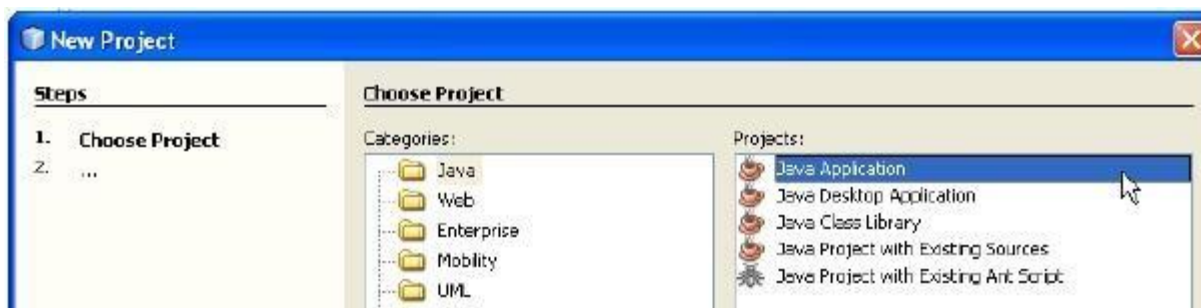 New Project
Steps
1. Choose Project
2. ...
Choose Project
Categories:
Java
Web
Enterprise
Mobility
UML
Projects:
Java Application
Java Desktop Application
Java Class Library
Java Project with Existing Sources
Java Project with Existing Ant Script